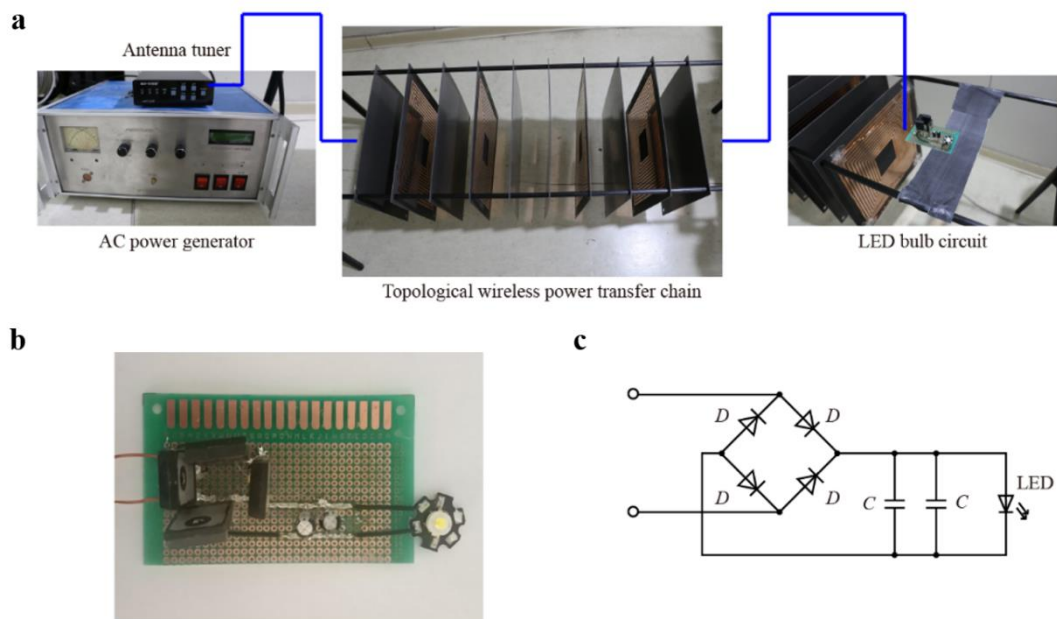 a
Antenna tuner
AC power generator
Topological wireless power transfer chain
LED bulb circuit
b
c
D
D
D
D
C
C
LED